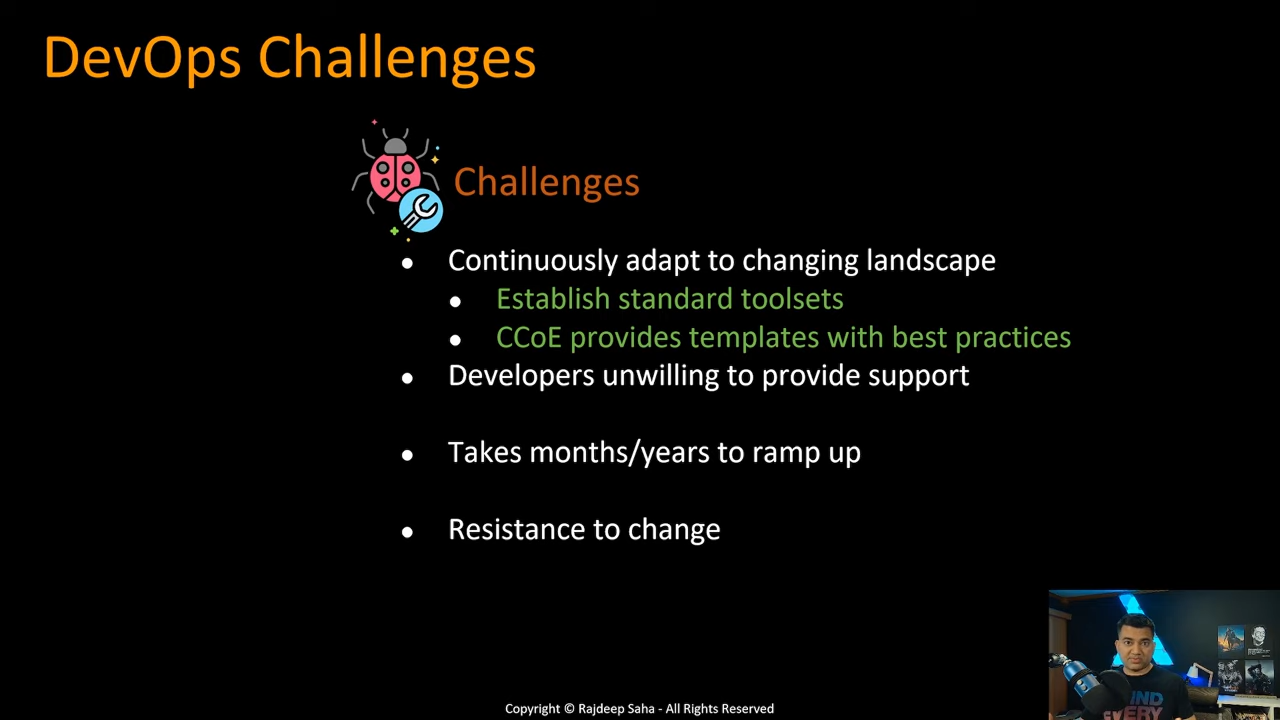 DevOps Challenges
Challenges
Continuously adapt to changing landscape
Establish standard toolsets
CCoE provides templates with best practices
Developers unwilling to provide support
Takes months/years to ramp up
Resistance to change
Copyright © Rajdeep Saha - All Rights Reserved